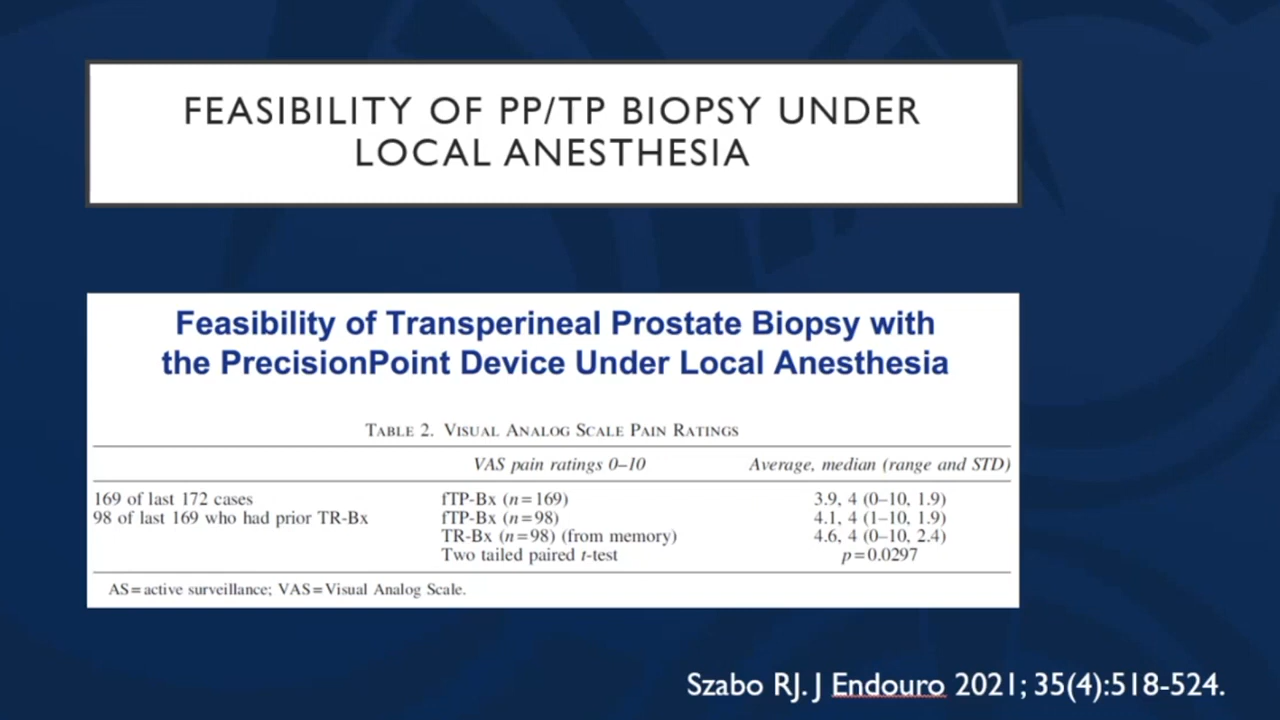 FEASIBILITY OF PP/TP BIOPSY UNDER
LOCAL ANESTHESIA
Feasibility of Transperineal Prostate Biopsy with
the PrecisionPoint Device Under Local Anesthesia
TABLE 2. VISUAL ANALOG SCALE PAIN RATINGS
VAS pain ratings 0–10 Average, median (range and STD)
169 of last 172 cases fTP-Bx (n=169) 3.9, 4 (0–10, 1.9)
98 of last 169 who had prior TR-Bx fTP-Bx (n=98) 4.1, 4 (1–10, 1.9)
TR-Bx (n=98) (from memory) 4.6, 4 (0–10, 2.4)
Two tailed paired t-test p=0.0297
AS=active surveillance; VAS=Visual Analog Scale.
Szabo RJ. J Endouro 2021; 35(4):518-524.